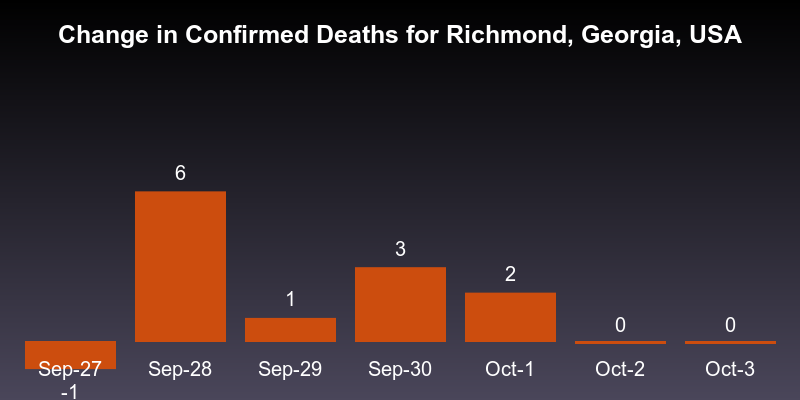 Change in Confirmed Deaths for Richmond, Georgia, USA
6
3
2
1
0
0
Sep-27
Sep-28
Sep-29
Sep-30
Oct-1
Oct-2
Oct-3
-1